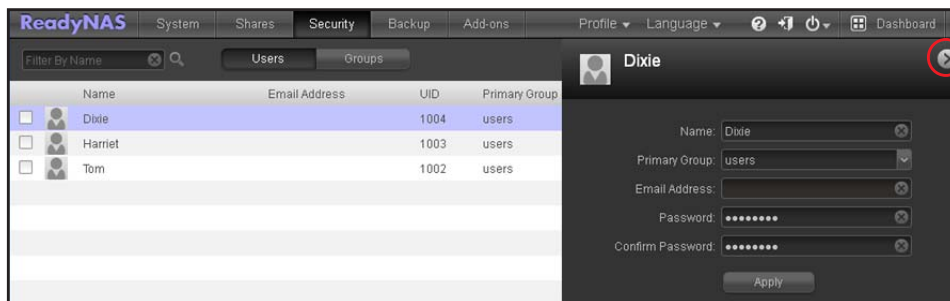 ReadyNAS System Shares Security Backup Add-ons Profile Language ? Dashboard
Filter By Name Users Groups
Dixie
Name Email Address UID Primary Group
Dixie 1004 users
Harriet 1003 users
Tom 1002 users
Name: Dixie
Primary Group: users
Email Address:
Password: ••••••••
Confirm Password: ••••••••
Apply